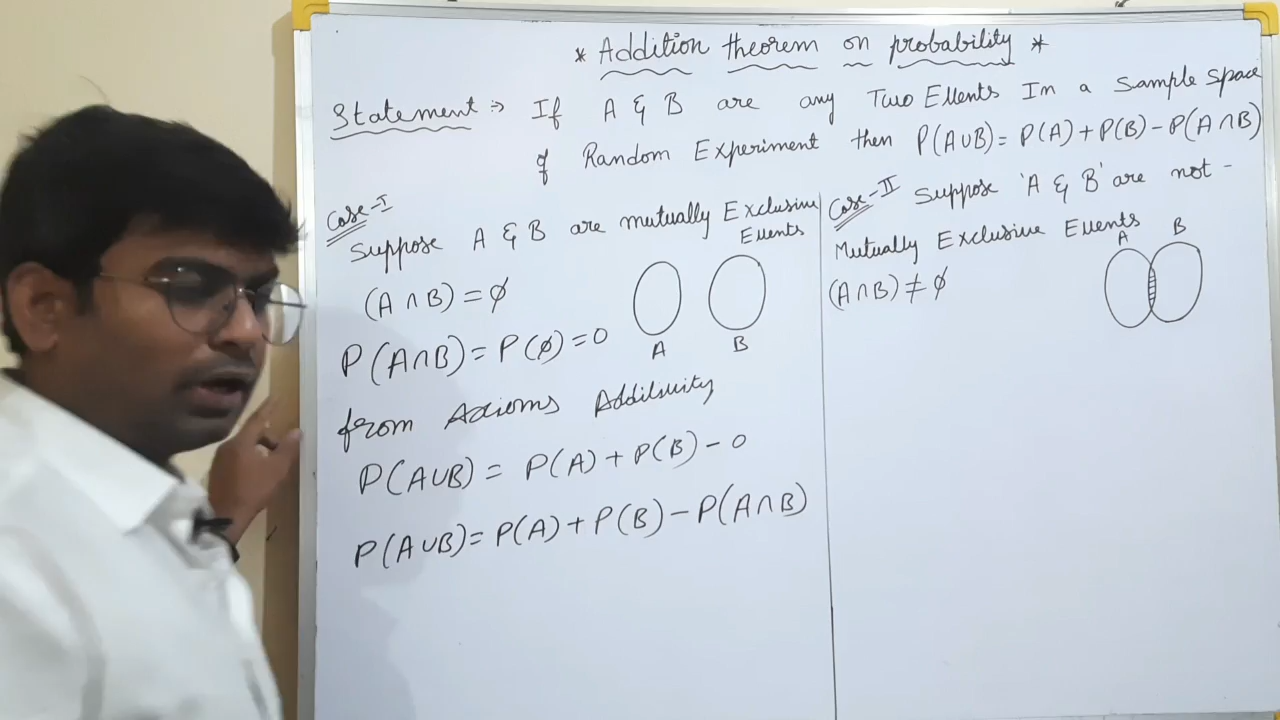 * Addition theorem on probability *
Statement ⇒ If A & B are any Two Events In a Sample Space
of Random Experiment then P(A∪B) = P(A) + P(B) - P(A∩B)
Case-I
Suppose A & B are mutually Exclusive
Events
(A∩B) = ∅
P(A∩B) = P(∅) = 0
A B
from Axioms Additivity
P(A∪B) = P(A) + P(B) - 0
P(A∪B) = P(A) + P(B) - P(A∩B)
Case-II Suppose 'A & B' are not -
Mutually Exclusive Events
A B
(A∩B) ≠ ∅